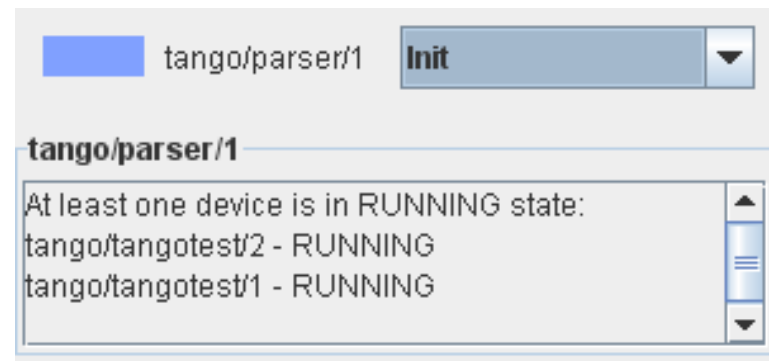 tango/parser/1 Init
tango/parser/1
At least one device is in RUNNING state:
tango/tangotest/2 - RUNNING
tango/tangotest/1 - RUNNING